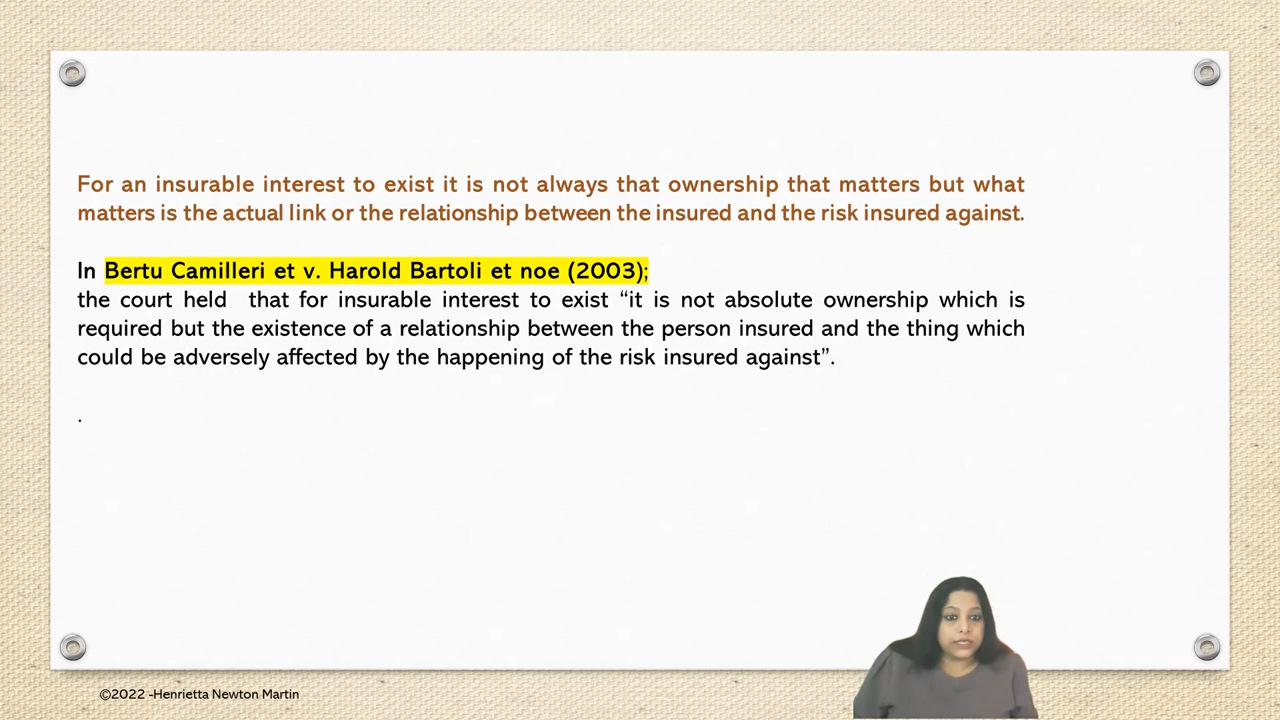 For an insurable interest to exist it is not always that ownership that matters but what
matters is the actual link or the relationship between the insured and the risk insured against.
In Bertu Camilleri et v. Harold Bartoli et noe (2003);
the court held that for insurable interest to exist “it is not absolute ownership which is
required but the existence of a relationship between the person insured and the thing which
could be adversely affected by the happening of the risk insured against”.
.
©2022 -Henrietta Newton Martin